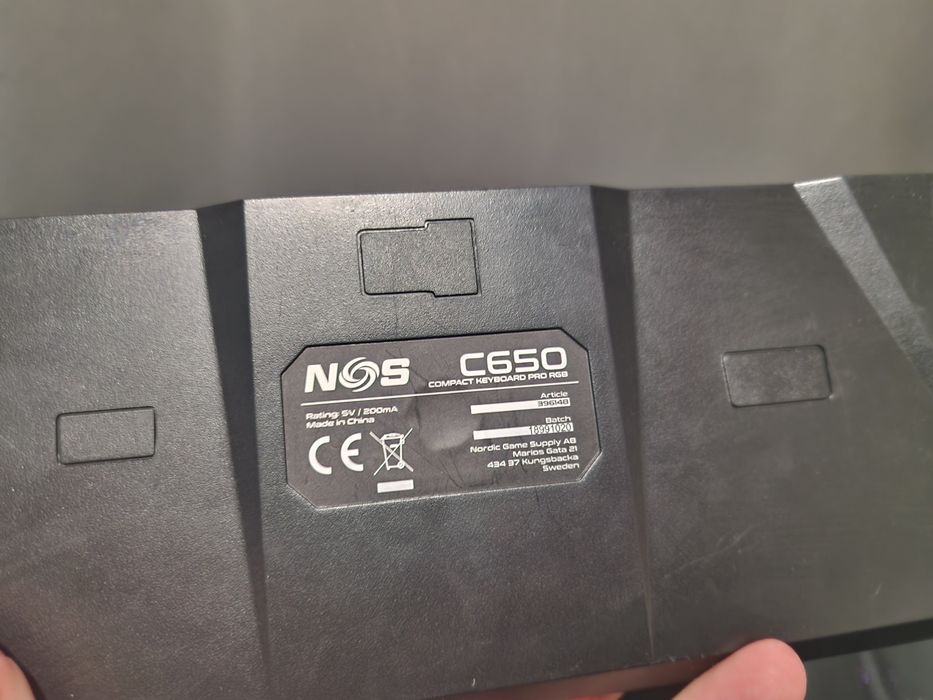 NOS
C650
COMPACT KEYBOARD PRO RGB
Rating: 5V / 200mA
Made in China
Article
396148
Batch
18991020
Nordic Game Supply AB
Marios Gata 21
434 37 Kungsbacka
Sweden
CE